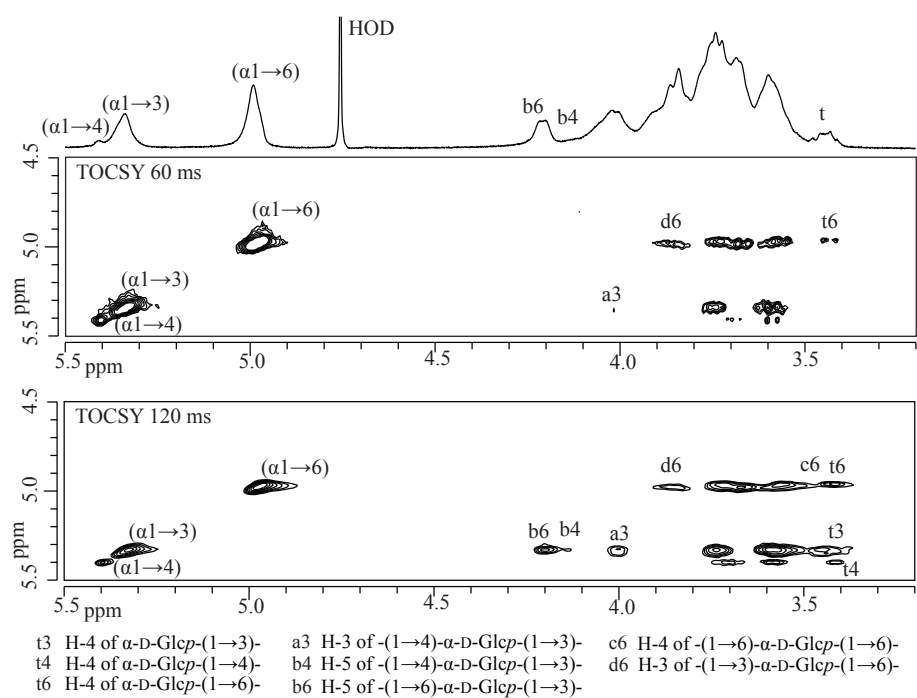 HOD
(α1→6)
(α1→3)
(α1→4)
b6
b4
t
4.5
5.0
5.5
ppm
TOCSY 60 ms
(α1→6)
d6
t6
(α1→3)
(α1→4)
a3
5.5
ppm
5.0
4.5
4.0
3.5
4.5
5.0
5.5
ppm
TOCSY 120 ms
(α1→6)
d6
c6
t6
(α1→3)
(α1→4)
b6
b4
a3
t3
t4
5.5
ppm
5.0
4.5
4.0
3.5
t3 H-4 of α-D-Glcp-(1→3)-
t4 H-4 of α-D-Glcp-(1→4)-
t6 H-4 of α-D-Glcp-(1→6)-
a3 H-3 of -(1→4)-α-D-Glcp-(1→3)-
b4 H-5 of -(1→4)-α-D-Glcp-(1→3)-
b6 H-5 of -(1→6)-α-D-Glcp-(1→3)-
c6 H-4 of -(1→6)-α-D-Glcp-(1→6)-
d6 H-3 of -(1→3)-α-D-Glcp-(1→6)-